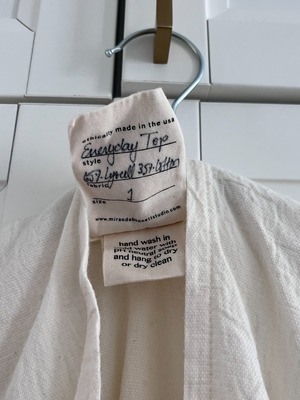 ethically made in the usa
Everyday Top
style
65%-Lyocell 35%-Cotton
fabric
1
size
www.mirandabennettstudio.com
hand wash in
cold water with
pH neutral soap
and hang to dry
or dry clean